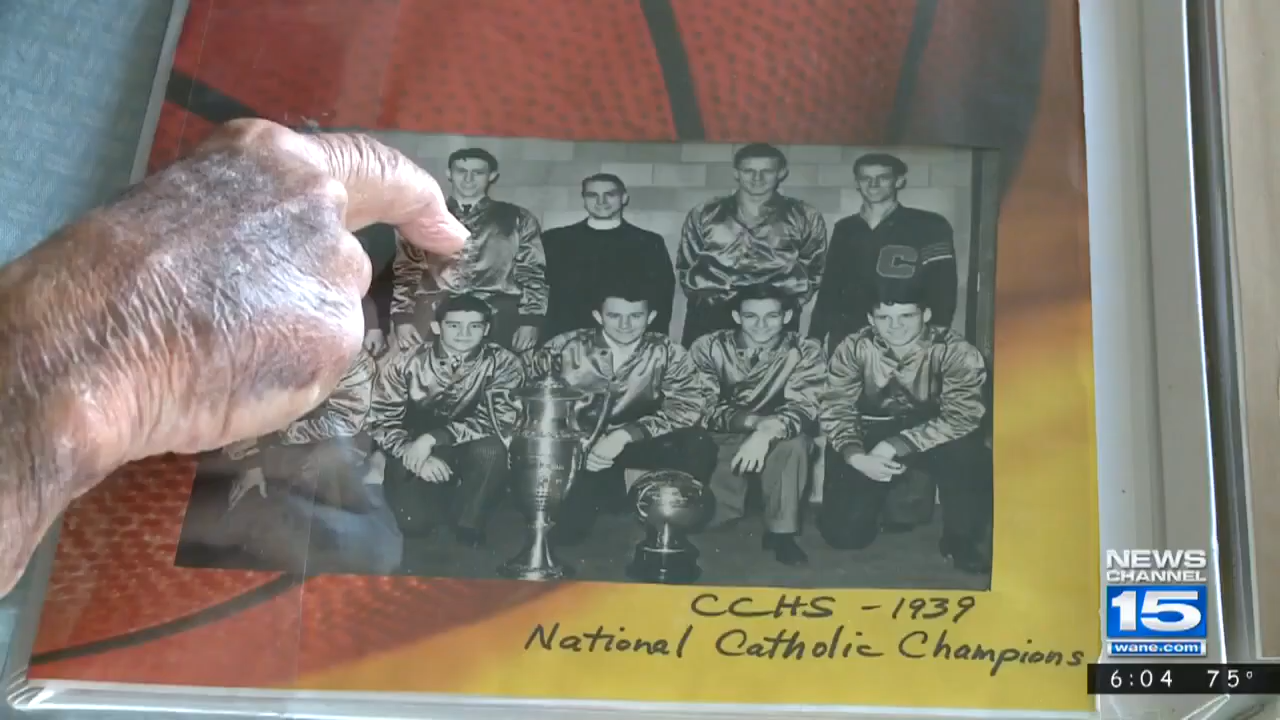 C
CCHS - 1939
National Catholic Champions
NEWS
CHANNEL
15
wane.com
6:04 75°